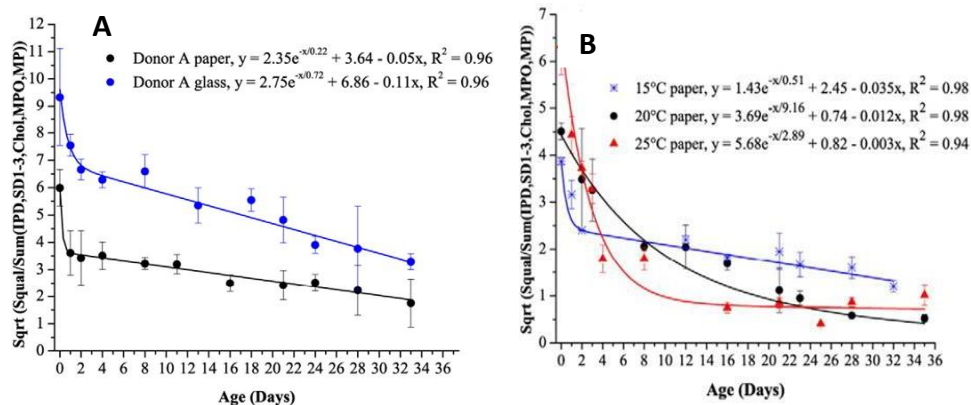 A
Donor A paper, y = 2.35e^-x/0.22 + 3.64 - 0.05x, R² = 0.96
Donor A glass, y = 2.75e^-x/0.72 + 6.86 - 0.11x, R² = 0.96
Sqrt (Squal/Sum(IPD,SD1-3,Chol,MPO,MP))
12
11
10
9
8
7
6
5
4
3
2
1
0
0 2 4 6 8 10 12 14 16 18 20 22 24 26 28 30 32 34 36
Age (Days)
B
15°C paper, y = 1.43e^-x/0.51 + 2.45 - 0.035x, R² = 0.98
20°C paper, y = 3.69e^-x/9.16 + 0.74 - 0.012x, R² = 0.98
25°C paper, y = 5.68e^-x/2.89 + 0.82 - 0.003x, R² = 0.94
Sqrt (Squal/Sum(IPD,SD1-3,Chol,MPO,MP))
7
6
5
4
3
2
1
0
0 2 4 6 8 10 12 14 16 18 20 22 24 26 28 30 32 34 36
Age (Days)